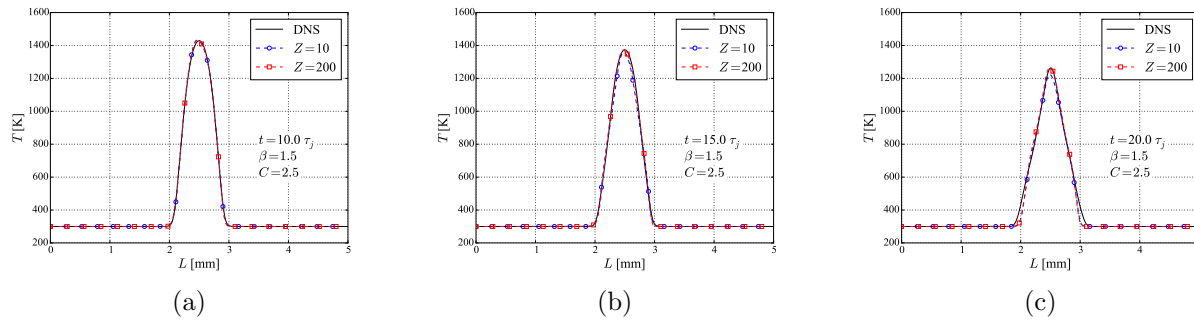 1600
1400
1200
1000
800
600
400
200
T [K]
0 1 2 3 4 5
L [mm]
DNS
Z=10
Z=200
t=10.0 τj
β=1.5
C=2.5
(a)
1600
1400
1200
1000
800
600
400
200
T [K]
0 1 2 3 4 5
L [mm]
DNS
Z=10
Z=200
t=15.0 τj
β=1.5
C=2.5
(b)
1600
1400
1200
1000
800
600
400
200
T [K]
0 1 2 3 4
L [mm]
DNS
Z=10
Z=200
t=20.0 τj
β=1.5
C=2.5
(c)